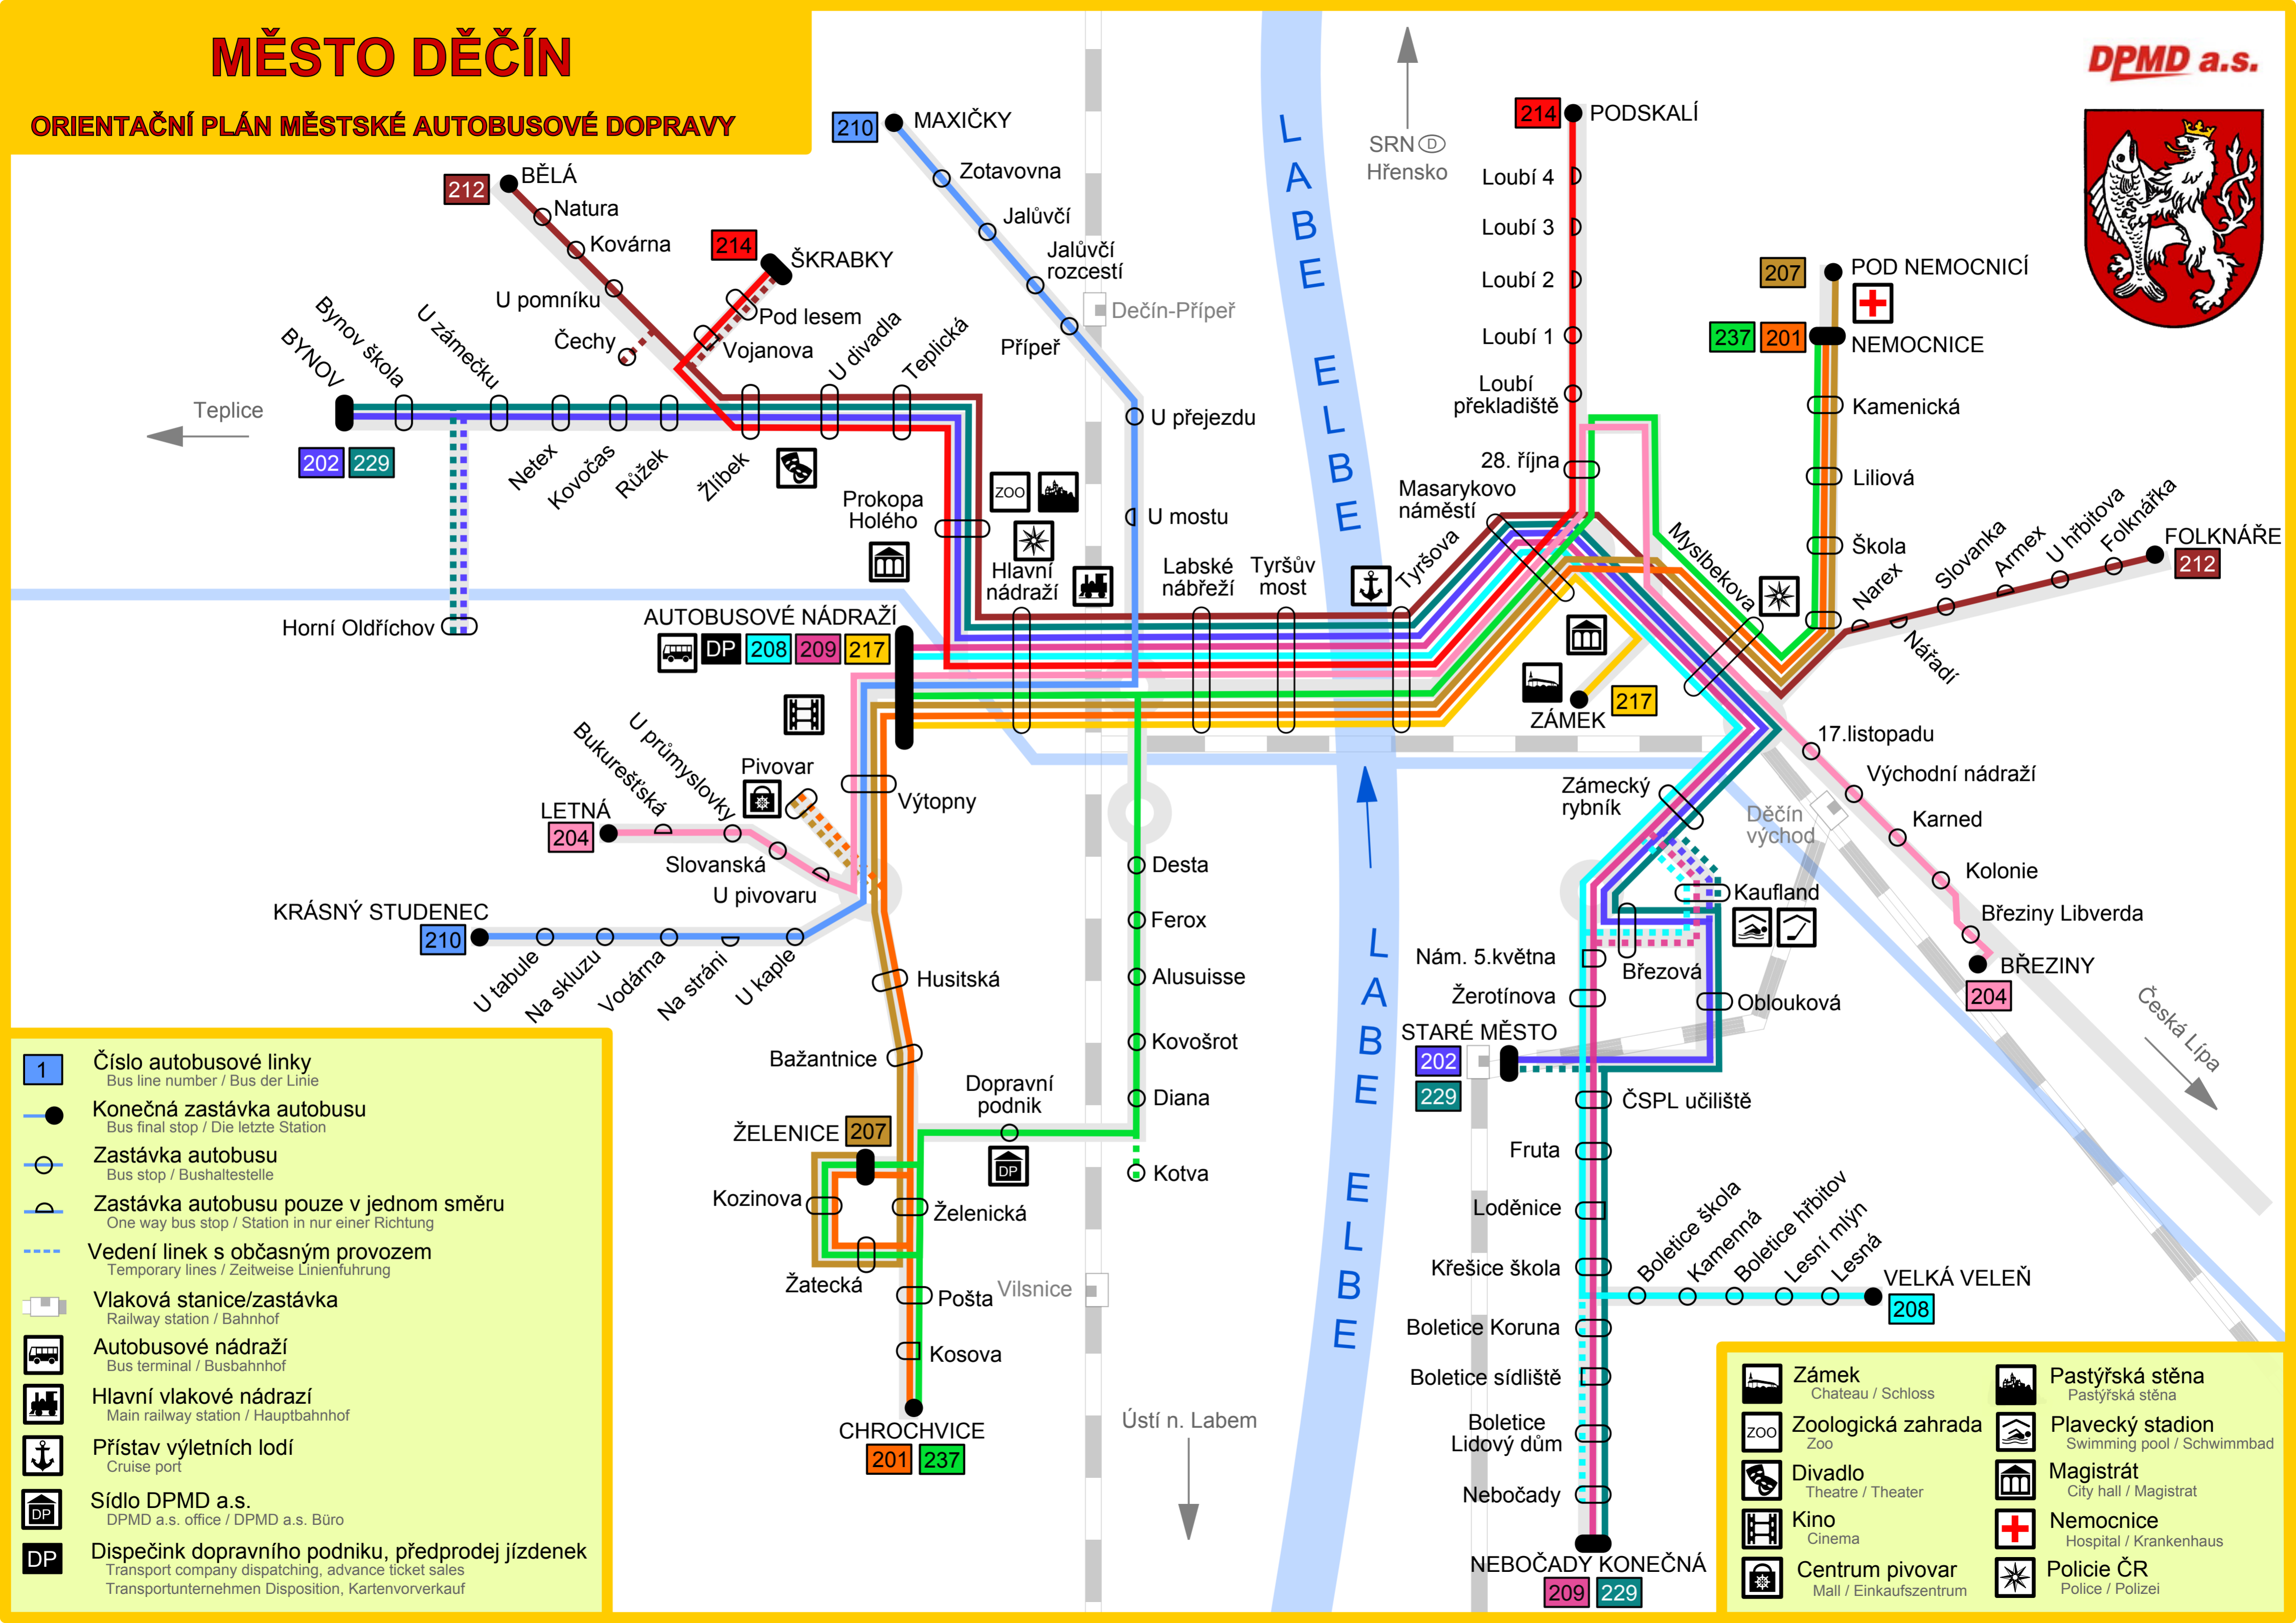 MĚSTO DĚČÍN
ORIENTAČNÍ PLÁN MĚSTSKÉ AUTOBUSOVÉ DOPRAVY
DPMD a.s.
210
MAXIČKY
Zotavovna
Jalůvčí
Jalůvčí
rozcestí
Přípeř
Dečín-Přípeř
U přejezdu
U mostu
212
BĚLÁ
Natura
Kovárna
U pomníku
Čechy
214
ŠKRABKY
Pod lesem
Vojanova
U divadla
Teplická
Teplice
BYNOV
Bynov škola
U zámečku
202
229
Netex
Kovočas
Růžek
Žlíbek
Horní Oldřichov
Prokopa
Holého
ZOO
Hlavní
nádraží
AUTOBUSOVÉ NÁDRAŽÍ
DP
208
209
217
Labské
nábřeží
Tyršův
most
Tyršova
LABE
ELBE
LABE
ELBE
SRN D
Hřensko
214
PODSKALÍ
Loubí 4
Loubí 3
Loubí 2
Loubí 1
Loubí
překladiště
28. října
Masarykovo
náměstí
207
POD NEMOCNICÍ
237
201
NEMOCNICE
Kamenická
Liliová
Škola
Myslbekova
Narex
Nářadí
Slovanka
Armex
U hřbitova
Folknářka
FOLKNÁŘE
212
ZÁMEK
217
17.listopadu
Východní nádraží
Karned
Kolonie
Březiny Libverda
BŘEZINY
204
Děčín
východ
Česká Lípa
Zámecký
rybník
Kaufland
Březová
Oblouková
Nám. 5.května
Žerotínova
STARÉ MĚSTO
202
229
ČSPL učiliště
Fruta
Loděnice
Křešice škola
Boletice Koruna
Boletice sídliště
Boletice
Lidový dům
Nebočady
NEBOČADY KONEČNÁ
209
229
Boletice škola
Kamenná
Boletice hřbitov
Lesní mlýn
Lesná
VELKÁ VELEŇ
208
Výtopny
Pivovar
LETNÁ
204
Bukurešťská
U průmyslovky
Slovanská
U pivovaru
KRÁSNÝ STUDENEC
210
U tabule
Na skluzu
Vodárna
Na stráni
U kaple
Husitská
Bažantnice
ŽELENICE
207
Kozinova
Želenická
Žatecká
Pošta
Kosova
CHROCHVICE
201
237
Dopravní
podnik
DP
Desta
Ferox
Alusuisse
Kovošrot
Diana
Kotva
Vilsnice
Ústí n. Labem
1
Číslo autobusové linky
Bus line number / Bus der Linie
Konečná zastávka autobusu
Bus final stop / Die letzte Station
Zastávka autobusu
Bus stop / Bushaltestelle
Zastávka autobusu pouze v jednom směru
One way bus stop / Station in nur einer Richtung
Vedení linek s občasným provozem
Temporary lines / Zeitweise Linienfuhrung
Vlaková stanice/zastávka
Railway station / Bahnhof
Autobusové nádraží
Bus terminal / Busbahnhof
Hlavní vlakové nádrazí
Main railway station / Hauptbahnhof
Přístav výletních lodí
Cruise port
DP
Sídlo DPMD a.s.
DPMD a.s. office / DPMD a.s. Büro
DP
Dispečink dopravního podniku, předprodej jízdenek
Transport company dispatching, advance ticket sales
Transportunternehmen Disposition, Kartenvorverkauf
Zámek
Chateau / Schloss
ZOO
Zoologická zahrada
Zoo
Divadlo
Theatre / Theater
Kino
Cinema
Centrum pivovar
Mall / Einkaufszentrum
Pastýřská stěna
Pastýřská stěna
Plavecký stadion
Swimming pool / Schwimmbad
Magistrát
City hall / Magistrat
Nemocnice
Hospital / Krankenhaus
Policie ČR
Police / Polizei